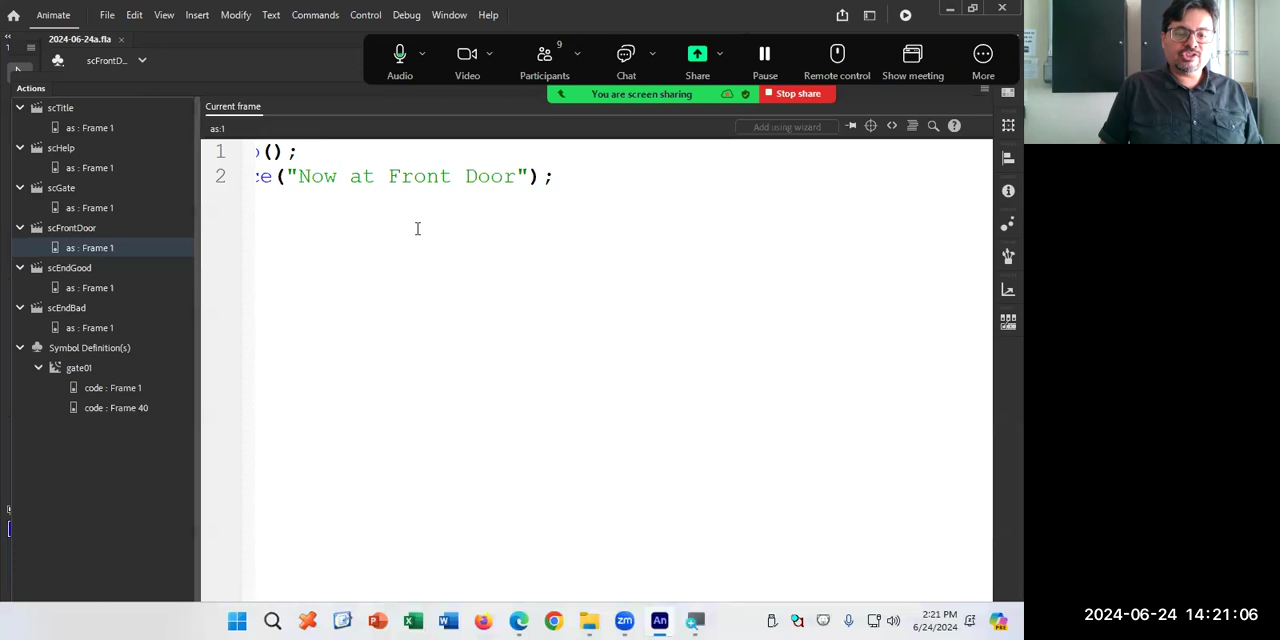 Animate File Edit View Insert Modify Text Commands Control Debug Window Help
2024-06-24a.fla
1
scFrontD...
9
Audio Video Participants Chat Share Pause Remote control Show meeting More
You are screen sharing Stop share
Actions
scTitle
as : Frame 1
scHelp
as : Frame 1
scGate
as : Frame 1
scFrontDoor
as : Frame 1
scEndGood
as : Frame 1
scEndBad
as : Frame 1
Symbol Definition(s)
gate01
code : Frame 1
code : Frame 40
Current frame
as:1
Add using wizard
1 ();
2 ce("Now at Front Door");
2:21 PM
6/24/2024
2024-06-24 14:21:06